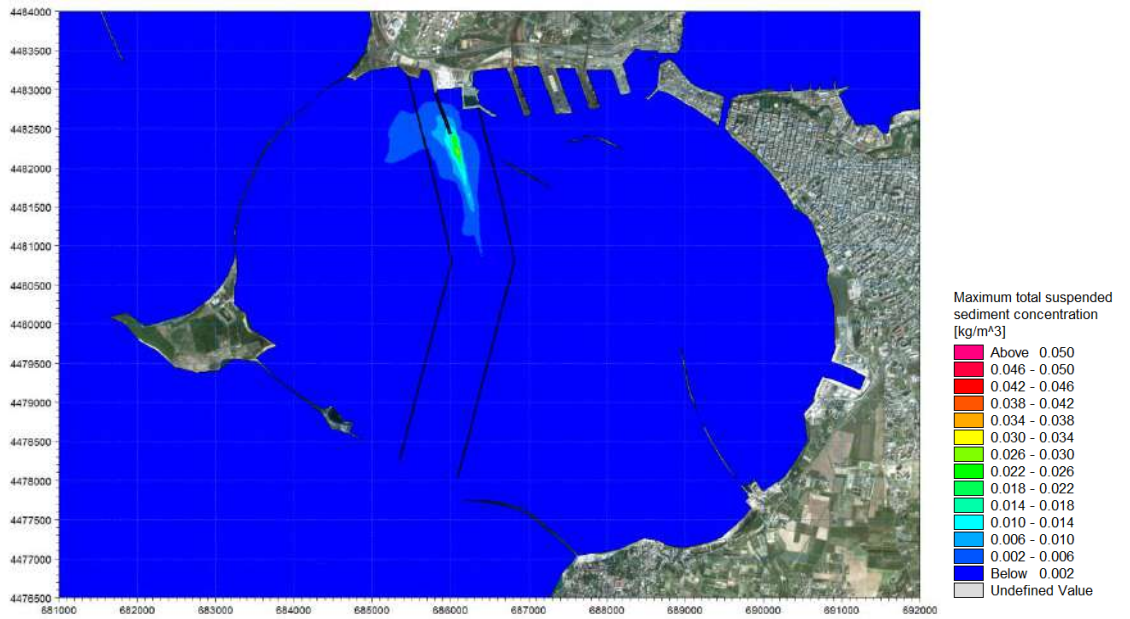 4484000
4483500
4483000
4482500
4482000
4481500
4481000
4480500
4480000
4479500
4479000
4478500
4478000
4477500
4477000
4476500
681000 682000 683000 684000 685000 686000 687000 688000 689000 690000 691000 692000
Maximum total suspended
sediment concentration
[kg/m^3]
Above 0.050
0.046 - 0.050
0.042 - 0.046
0.038 - 0.042
0.034 - 0.038
0.030 - 0.034
0.026 - 0.030
0.022 - 0.026
0.018 - 0.022
0.014 - 0.018
0.010 - 0.014
0.006 - 0.010
0.002 - 0.006
Below 0.002
Undefined Value